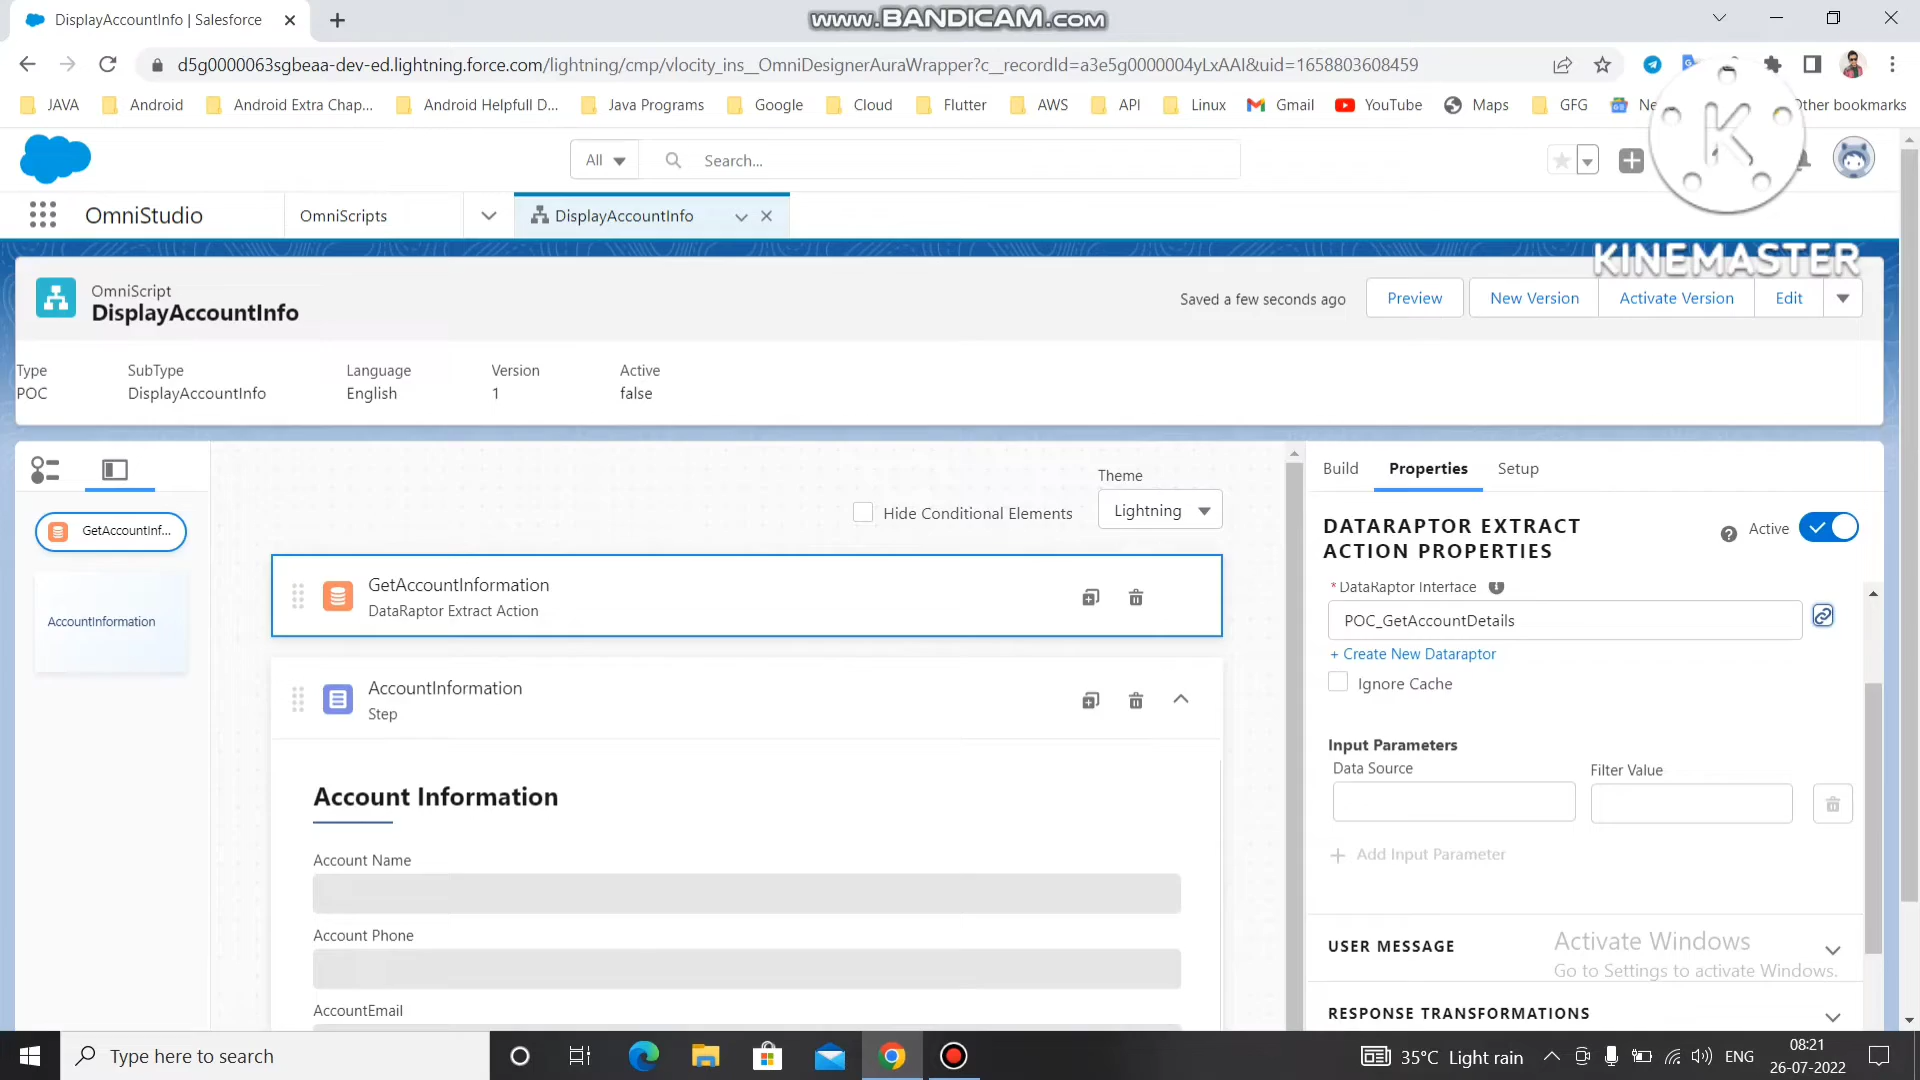 DisplayAccountInfo | Salesforce
www.BANDICAM.com
d5g0000063sgbeaa-dev-ed.lightning.force.com/lightning/cmp/vlocity_ins__OmniDesignerAuraWrapper?c__recordId=a3e5g0000004yLxAAI&uid=1658803608459
JAVA Android Android Extra Chap... Android Helpfull D... Java Programs Google Cloud Flutter AWS API Linux Gmail YouTube Maps GFG Other bookmarks
All Search...
K
OmniStudio OmniScripts DisplayAccountInfo
KINEMASTER
OmniScript
DisplayAccountInfo
Saved a few seconds ago Preview New Version Activate Version Edit
Type SubType Language Version Active
POC DisplayAccountInfo English 1 false
Build Properties Setup
Theme
Hide Conditional Elements Lightning
GetAccountInf...
AccountInformation
GetAccountInformation
DataRaptor Extract Action
AccountInformation
Step
Account Information
Account Name
Account Phone
AccountEmail
DATARAPTOR EXTRACT
ACTION PROPERTIES
Active
* DataRaptor Interface
POC_GetAccountDetails
+ Create New Dataraptor
Ignore Cache
Input Parameters
Data Source Filter Value
Add Input Parameter
USER MESSAGE
Activate Windows
Go to Settings to activate Windows.
RESPONSE TRANSFORMATIONS
Type here to search
35°C Light rain
ENG
08:21
26-07-2022